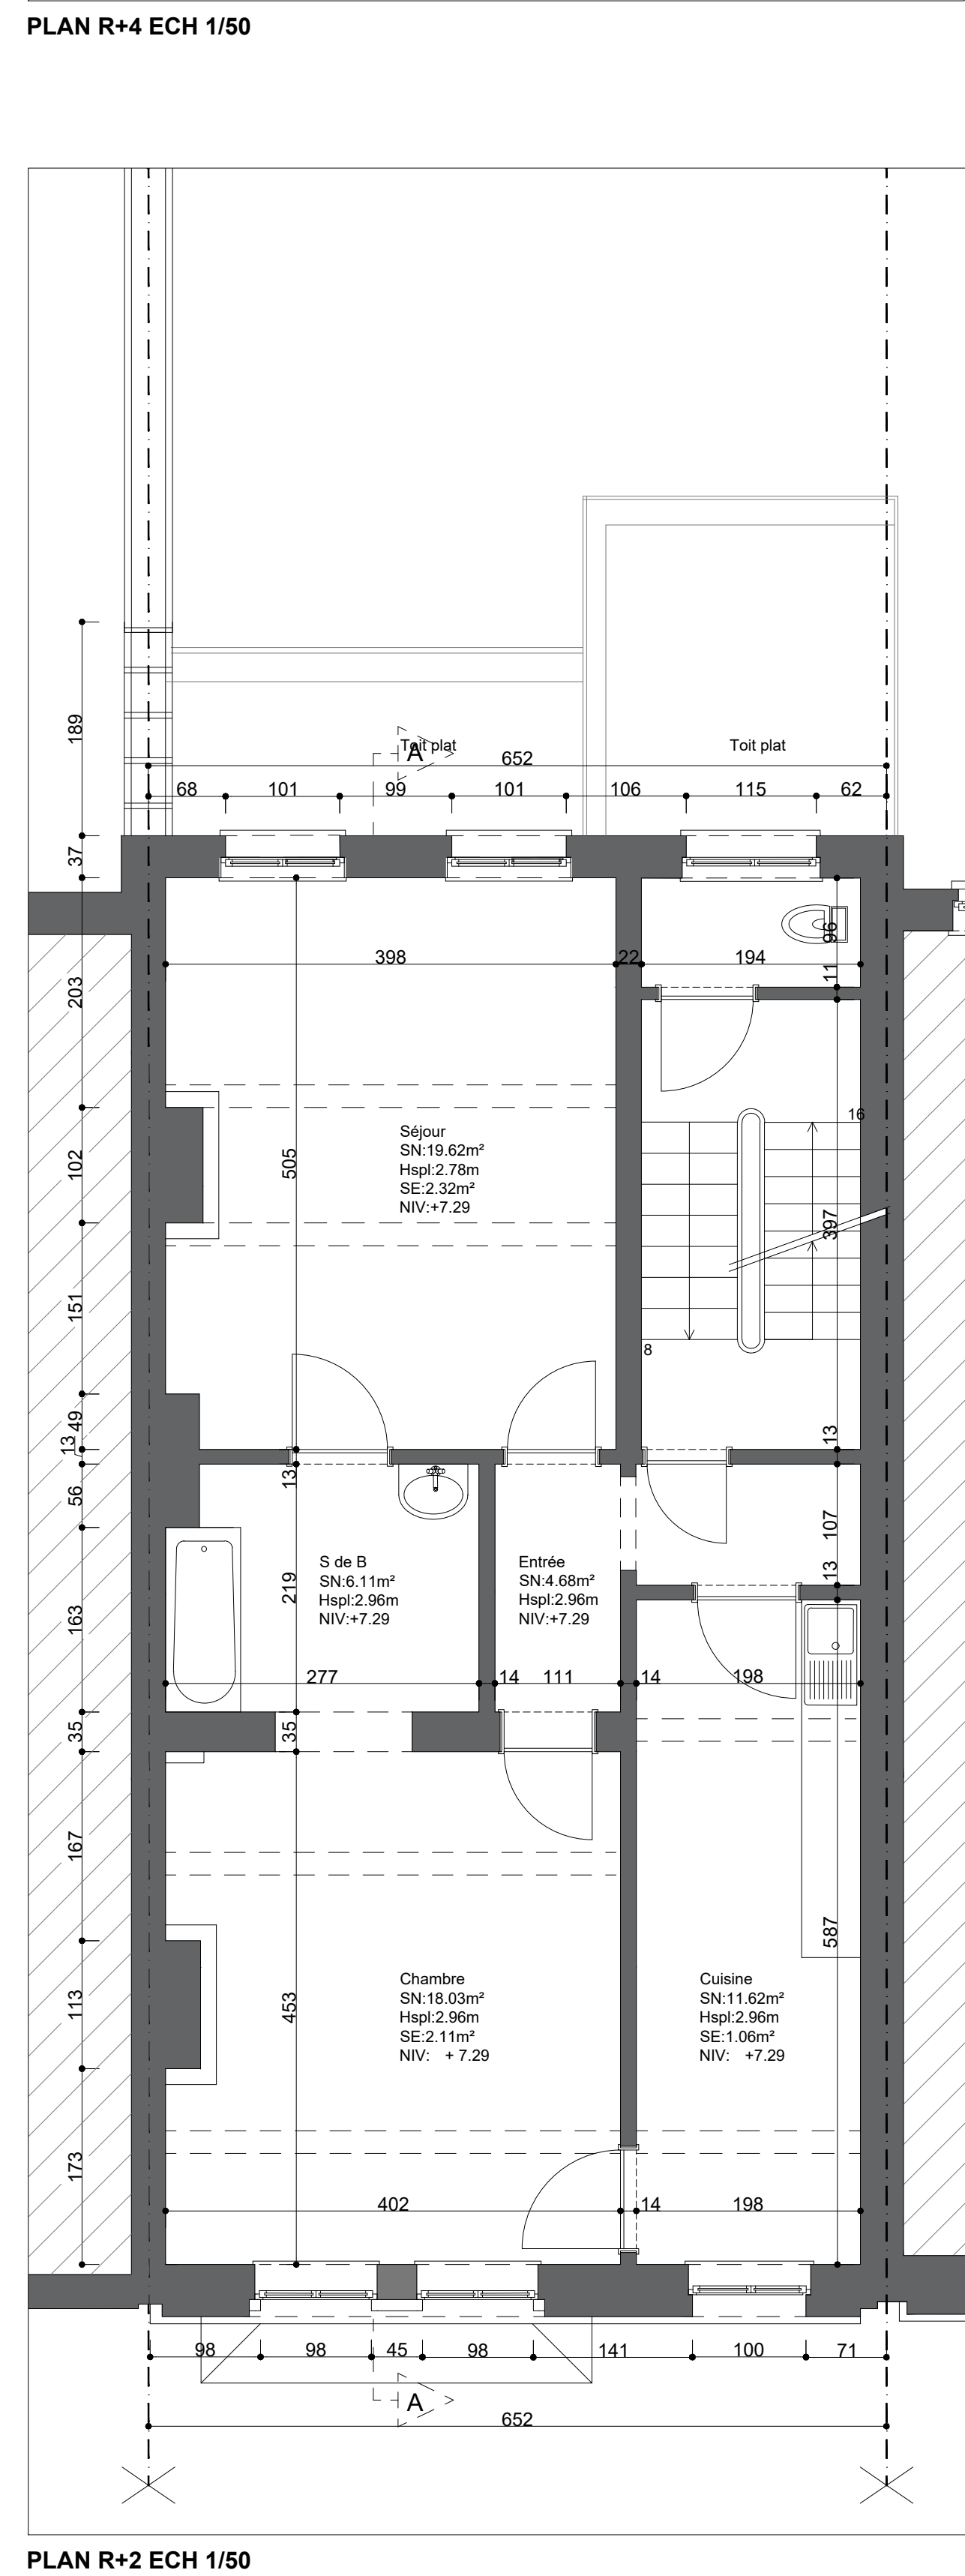 PLAN R+4 ECH 1/50
189
Toit plat
A
Toit plat
652
68 101 99 101 106 115 62
37
96
398 22 194
11
203
16
Séjour
SN:19.62m²
Hspl:2.78m
SE:2.32m²
NIV:+7.29
102
505
397
151
8
49
13
13
13
56
107
S de B
SN:6.11m²
Hspl:2.96m
NIV:+7.29
Entrée
SN:4.68m²
Hspl:2.96m
NIV:+7.29
219
13
163
277 14 111 14 198
35
35
167
587
Chambre
SN:18.03m²
Hspl:2.96m
SE:2.11m²
NIV: + 7.29
Cuisine
SN:11.62m²
Hspl:2.96m
SE:1.06m²
NIV: +7.29
113
453
173
402 14 198
98 98 45 98 141 100 71
A
652
PLAN R+2 ECH 1/50